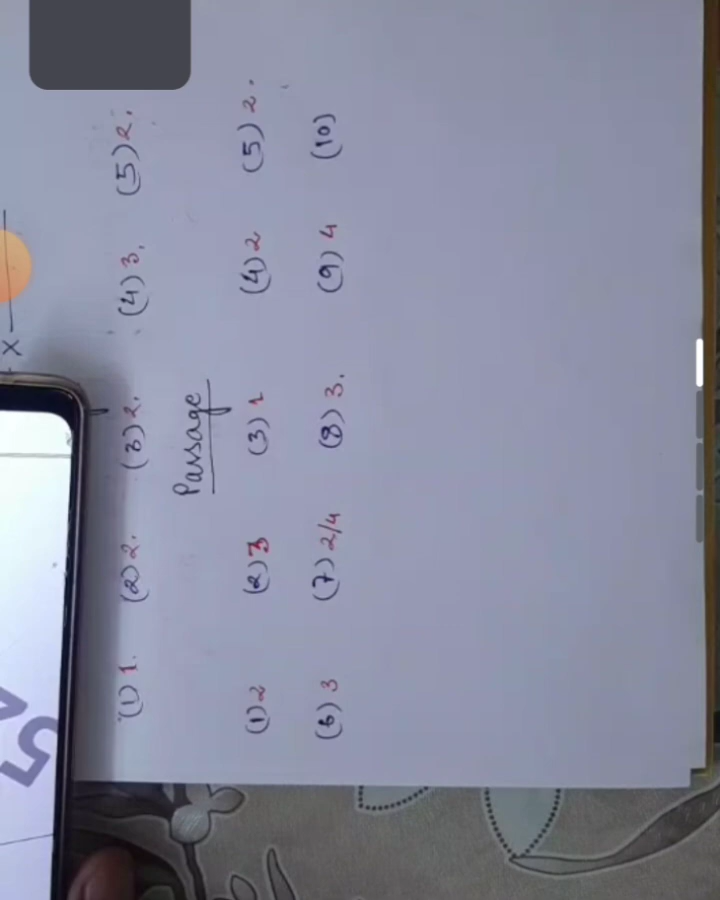 (1) 1. (2) 2. (3) 2. (4) 3. (5) 2.
Passage
(1) 2 (2) 3 (3) 1 (4) 2 (5) 2.
(6) 3 (7) 2/4 (8) 3. (9) 4 (10)